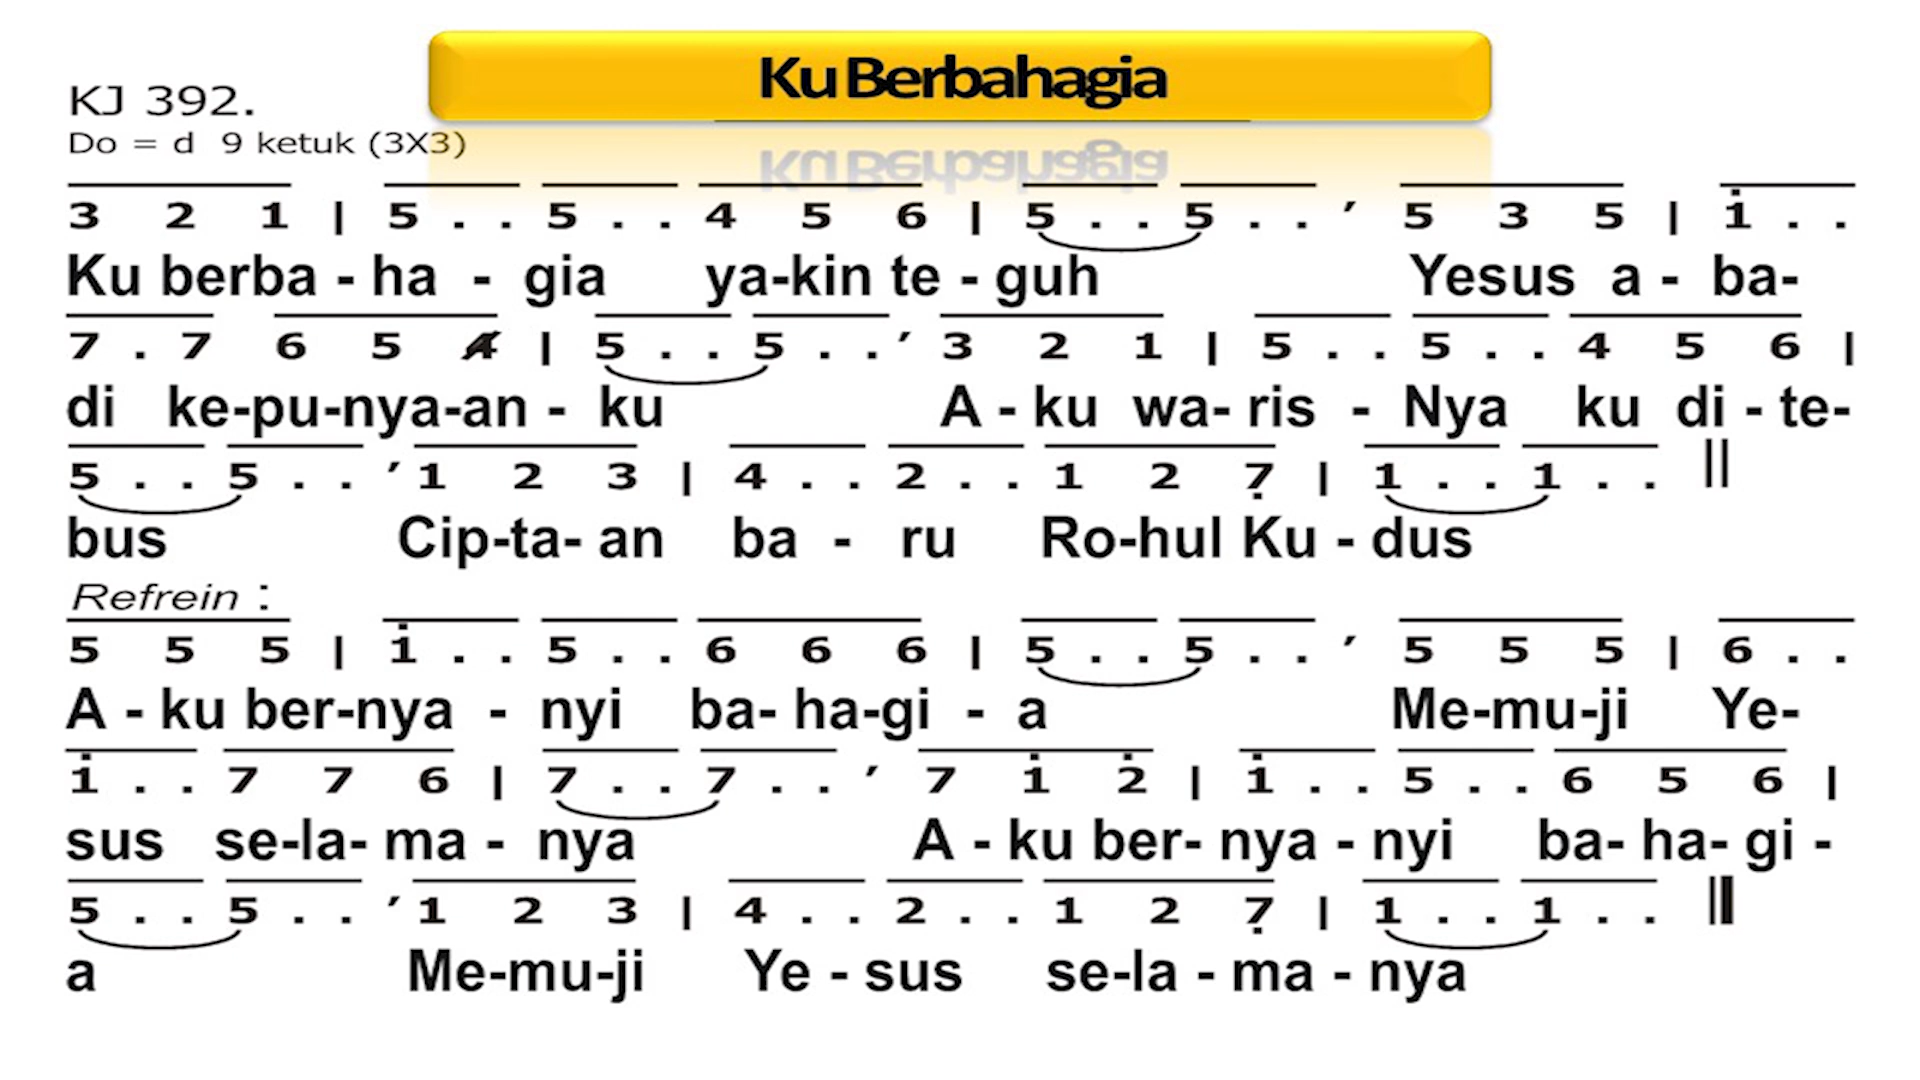 Ku Berbahagia
KJ 392.
Do = d  9 ketuk (3X3)
3 2 1 | 5 . . 5 . . 4 5 6 | 5 . . 5 . . ’ 5 3 5 | i . .
Ku berba - ha - gia ya-kin te - guh Yesus a - ba-
7 . 7 6 5 4̸ | 5 . . 5 . . ’ 3 2 1 | 5 . . 5 . . 4 5 6 |
di ke-pu-nya-an - ku A - ku wa- ris - Nya ku di - te-
5 . . 5 . . ’ 1 2 3 | 4 . . 2 . . 1 2 7̣ | 1 . . 1 . . ||
bus Cip-ta- an ba - ru Ro-hul Ku - dus
Refrein :
5 5 5 | i . . 5 . . 6 6 6 | 5 . . 5 . . ’ 5 5 5 | 6 . .
A - ku ber-nya - nyi ba- ha-gi - a Me-mu-ji Ye-
i . . 7 7 6 | 7 . . 7 . . ’ 7 i 2̇ | i . . 5 . . 6 5 6 |
sus se-la- ma - nya A - ku ber- nya - nyi ba- ha- gi -
5 . . 5 . . ’ 1 2 3 | 4 . . 2 . . 1 2 7̣ | 1 . . 1 . . ||
a Me-mu-ji Ye - sus se-la - ma - nya